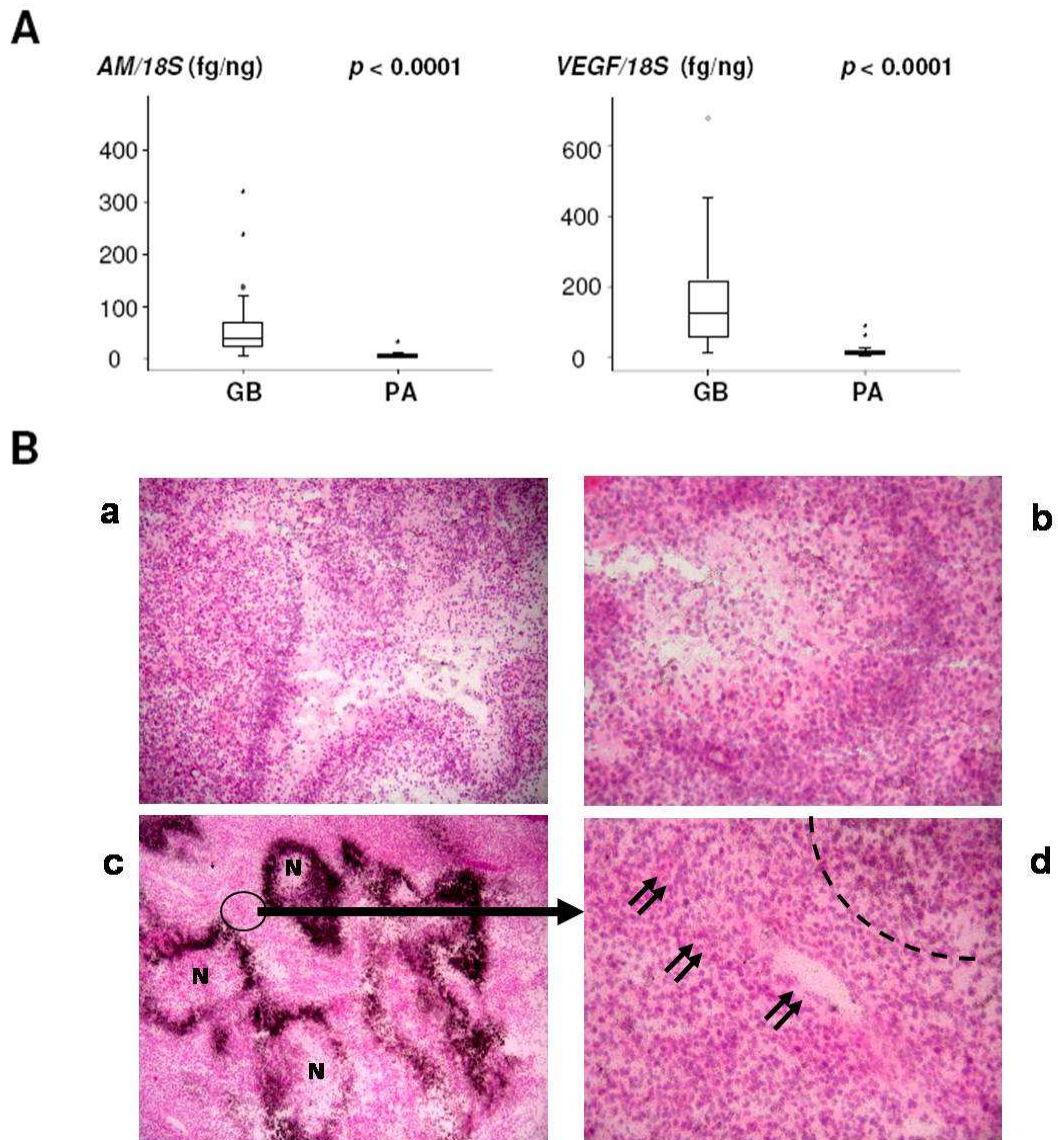 A
AM/18S (fg/ng) p < 0.0001
400
300
200
100
0
GB PA
VEGF/18S (fg/ng) p < 0.0001
600
400
200
0
GB PA
B
a
b
c
N
N
N
d